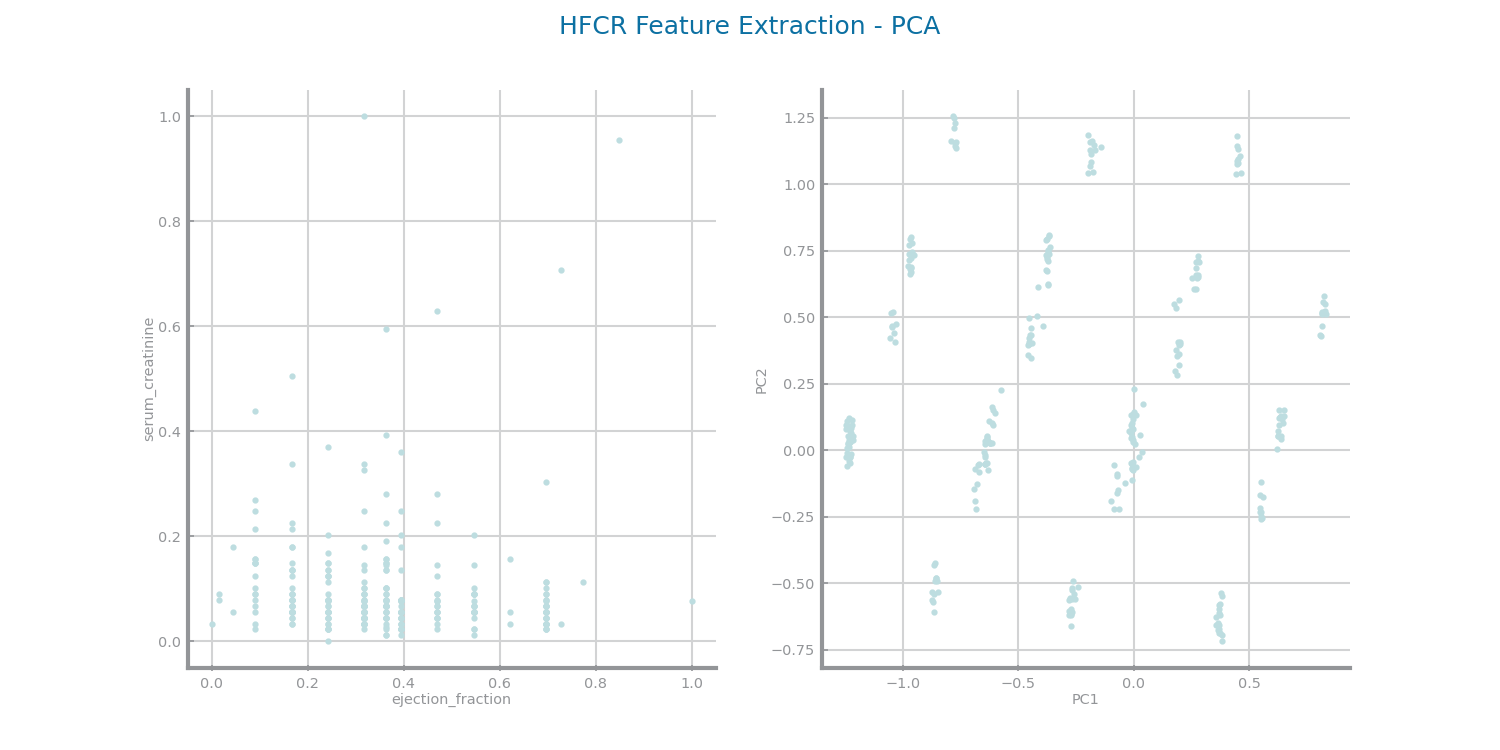 HFCR Feature Extraction - PCA
serum_creatinine
1.0
0.8
0.6
0.4
0.2
0.0
0.0 0.2 0.4 0.6 0.8 1.0
ejection_fraction
PC2
1.25
1.00
0.75
0.50
0.25
0.00
−0.25
−0.50
−0.75
−1.0 −0.5 0.0 0.5
PC1